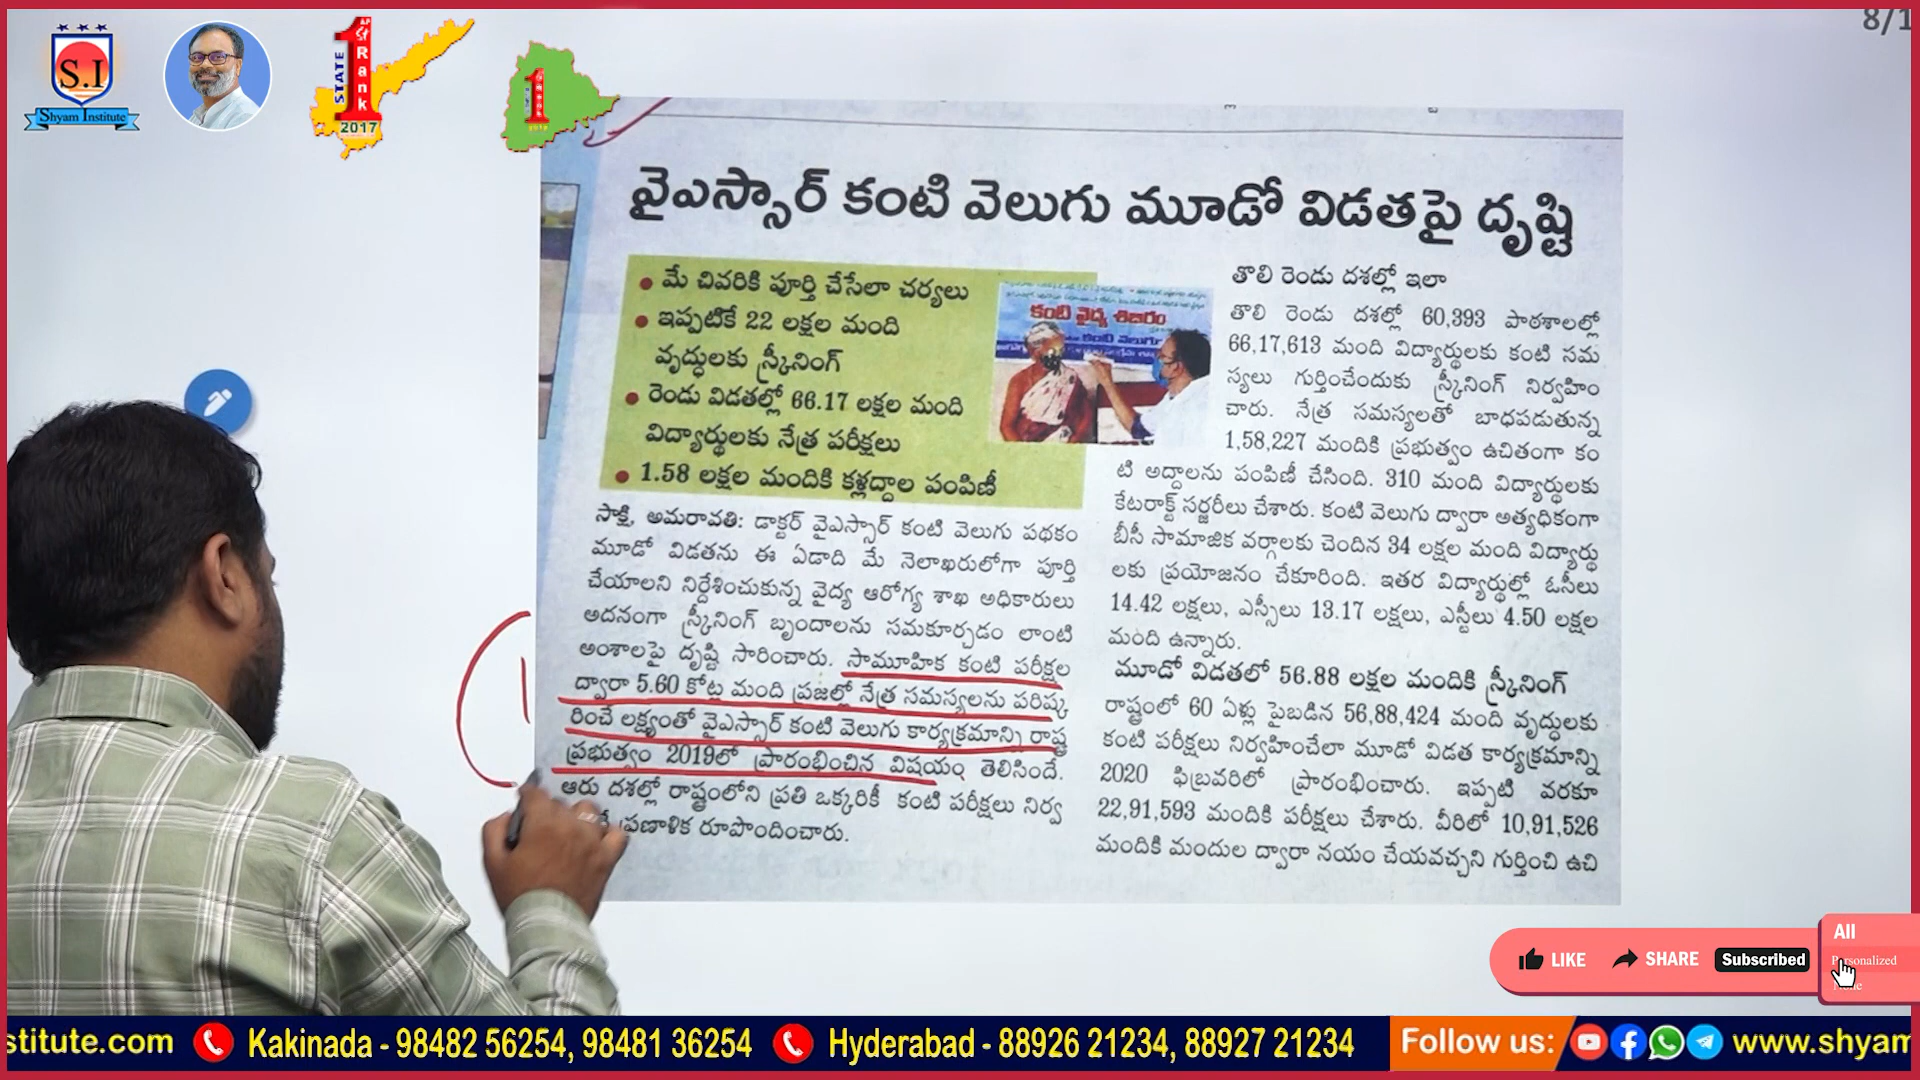 8/1
S.I
Shyam Institute
STATE
1
Rank
2017
1
వైఎస్సార్ కంటి వెలుగు మూడో విడతపై దృష్టి
• మే చివరికి పూర్తి చేసేలా చర్యలు
• ఇప్పటికే 22 లక్షల మంది
వృద్ధులకు స్క్రీనింగ్
• రెండు విడతల్లో 66.17 లక్షల మంది
విద్యార్థులకు నేత్ర పరీక్షలు
• 1.58 లక్షల మందికి కళ్లద్దాల పంపిణీ
కంటి వైద్య శిబిరం
సాక్షి, అమరావతి: డాక్టర్ వైఎస్సార్ కంటి వెలుగు పథకం
మూడో విడతను ఈ ఏడాది మే నెలాఖరులోగా పూర్తి
చేయాలని నిర్దేశించుకున్న వైద్య ఆరోగ్య శాఖ అధికారులు
అదనంగా స్క్రీనింగ్ బృందాలను సమకూర్చడం లాంటి
అంశాలపై దృష్టి సారించారు. సామూహిక కంటి పరీక్షల
ద్వారా 5.60 కోట్ల మంది ప్రజల్లో నేత్ర సమస్యలను పరిష్క
రించే లక్ష్యంతో వైఎస్సార్ కంటి వెలుగు కార్యక్రమాన్ని రాష్ట్ర
ప్రభుత్వం 2019లో ప్రారంభించిన విషయం తెలిసిందే.
ఆరు దశల్లో రాష్ట్రంలోని ప్రతి ఒక్కరికీ కంటి పరీక్షలు నిర్వ
ప్రణాళిక రూపొందించారు.
తొలి రెండు దశల్లో ఇలా
తొలి రెండు దశల్లో 60,393 పాఠశాలల్లో
66,17,613 మంది విద్యార్థులకు కంటి సమ
స్యలు గుర్తించేందుకు స్క్రీనింగ్ నిర్వహిం
చారు. నేత్ర సమస్యలతో బాధపడుతున్న
1,58,227 మందికి ప్రభుత్వం ఉచితంగా కం
టి అద్దాలను పంపిణీ చేసింది. 310 మంది విద్యార్థులకు
కేటరాక్ట్ సర్జరీలు చేశారు. కంటి వెలుగు ద్వారా అత్యధికంగా
బీసీ సామాజిక వర్గాలకు చెందిన 34 లక్షల మంది విద్యార్థు
లకు ప్రయోజనం చేకూరింది. ఇతర విద్యార్థుల్లో ఓసీలు
14.42 లక్షలు, ఎస్సీలు 13.17 లక్షలు, ఎస్టీలు 4.50 లక్షల
మంది ఉన్నారు.
మూడో విడతలో 56.88 లక్షల మందికి స్క్రీనింగ్
రాష్ట్రంలో 60 ఏళ్లు పైబడిన 56,88,424 మంది వృద్ధులకు
కంటి పరీక్షలు నిర్వహించేలా మూడో విడత కార్యక్రమాన్ని
2020 ఫిబ్రవరిలో ప్రారంభించారు. ఇప్పటి వరకూ
22,91,593 మందికి పరీక్షలు చేశారు. వీరిలో 10,91,526
మందికి మందుల ద్వారా నయం చేయవచ్చని గుర్తించి ఉచి
LIKE SHARE Subscribed
All
Personalized
stitute.com Kakinada - 98482 56254, 98481 36254 Hyderabad - 88926 21234, 88927 21234 Follow us: www.shyam